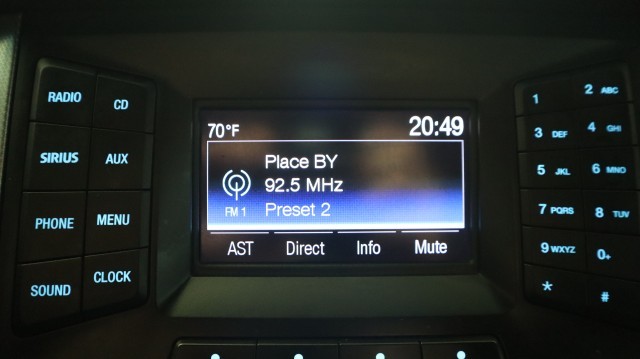 RADIO CD
SIRIUS AUX
PHONE MENU
SOUND CLOCK
70°F 20:49
Place BY
92.5 MHz
FM 1 Preset 2
AST Direct Info Mute
1 2 ABC
3 DEF 4 GHI
5 JKL 6 MNO
7 PQRS 8 TUV
9 WXYZ 0+
* #